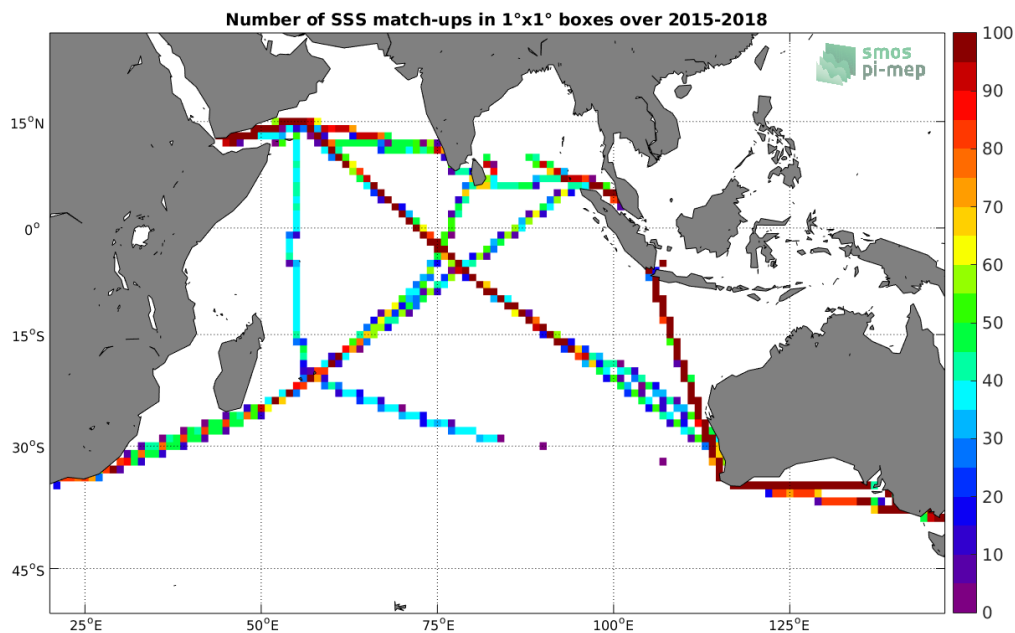 Number of SSS match-ups in 1°x1° boxes over 2015-2018
smos
pi-mep
100
90
80
70
60
50
40
30
20
10
0
15°N
0°
15°S
30°S
45°S
25°E
50°E
75°E
100°E
125°E